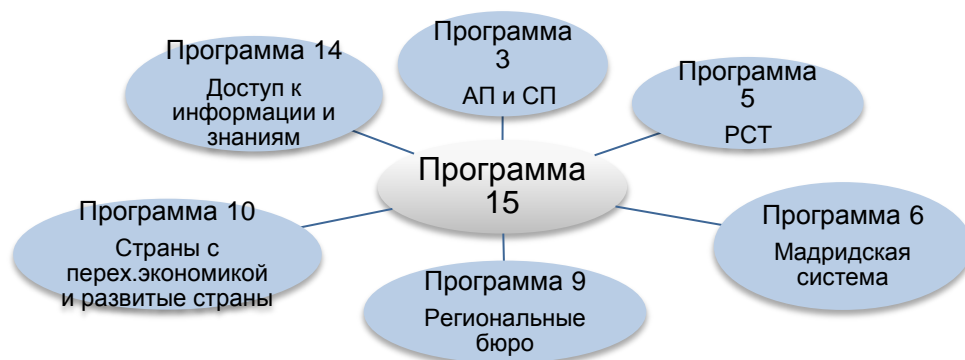 Программа 14
Доступ к
информации и
знаниям
Программа
3
АП и СП
Программа
5
PCT
Программа
15
Программа 10
Страны с
перех.экономикой
и развитые страны
Программа 9
Региональные
бюро
Программа 6
Мадридская
система